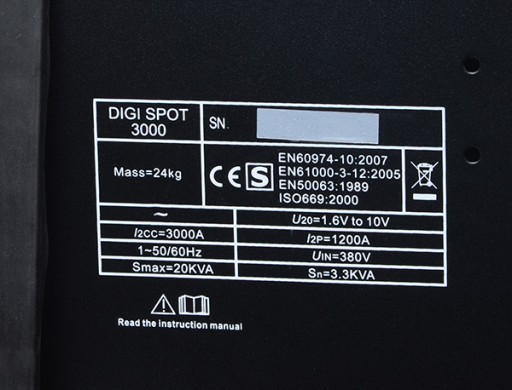 DIGI SPOT
3000
SN.
Mass=24kg
CE S
EN60974-10:2007
EN61000-3-12:2005
EN50063:1989
ISO669:2000
~
U20=1.6V to 10V
I2CC=3000A
I2P=1200A
1~50/60Hz
UIN=380V
Smax=20KVA
Sn=3.3KVA
Read the instruction manual